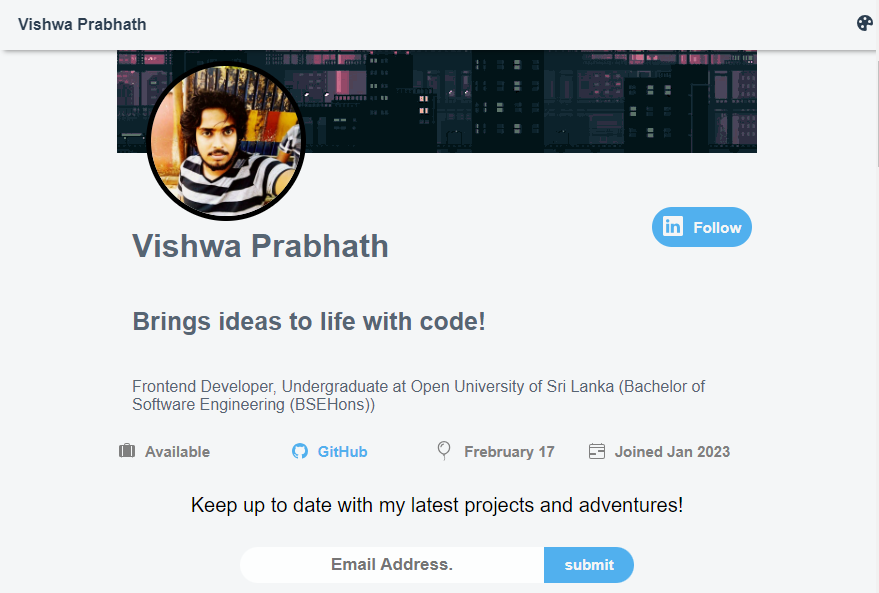 Vishwa Prabhath
in Follow
Vishwa Prabhath
Brings ideas to life with code!
Frontend Developer, Undergraduate at Open University of Sri Lanka (Bachelor of
Software Engineering (BSEHons))
Available GitHub Frebruary 17 Joined Jan 2023
Keep up to date with my latest projects and adventures!
Email Address. submit